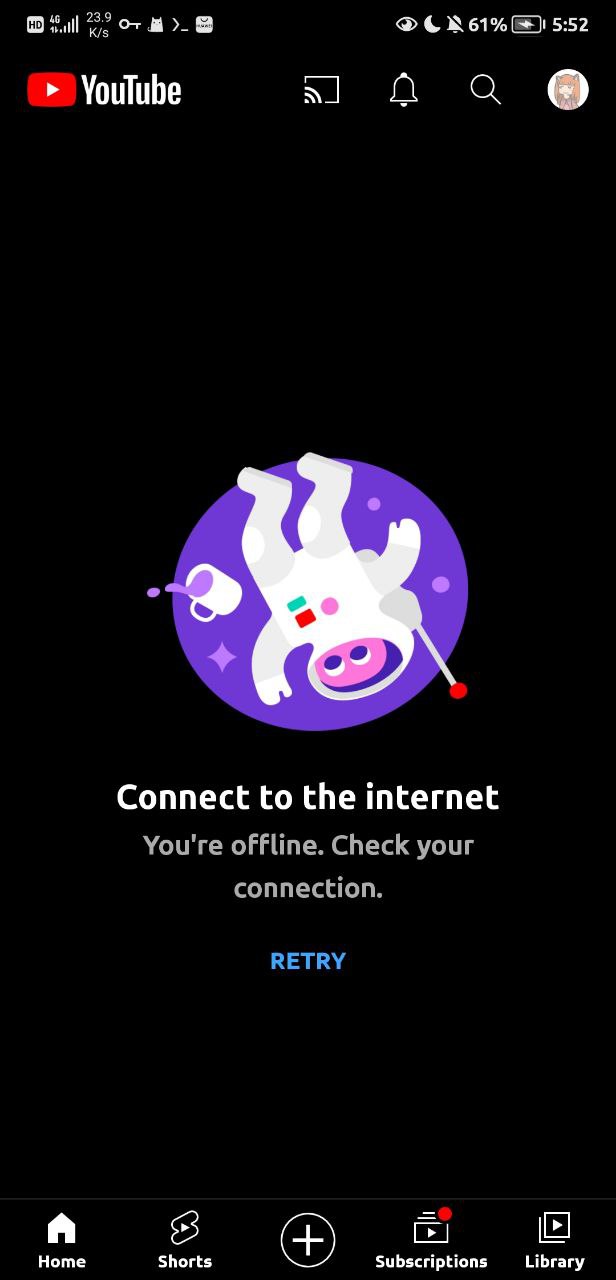 HD 4G 23.9 K/s 61% 5:52
YouTube
Connect to the internet
You're offline. Check your
connection.
RETRY
Home Shorts Subscriptions Library